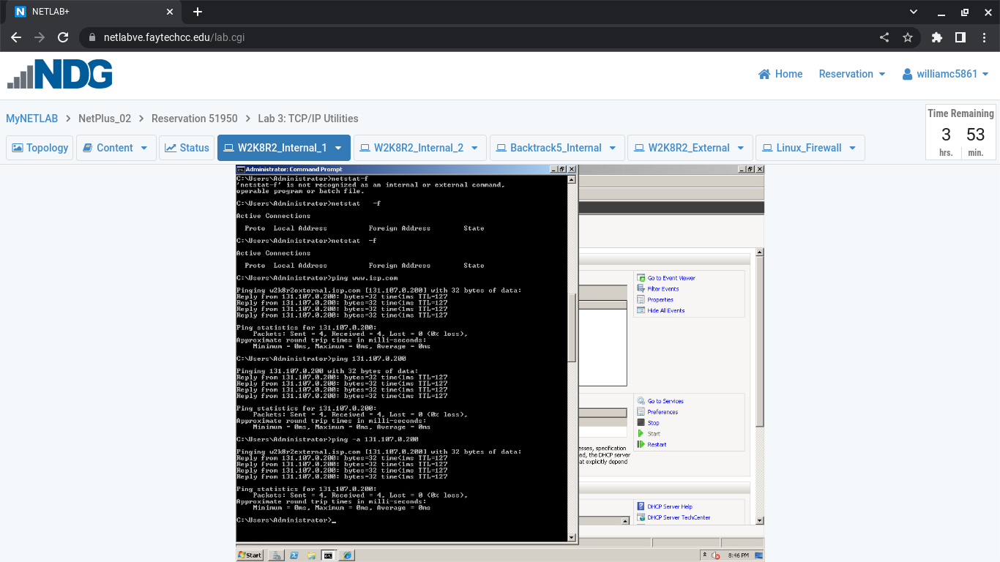 NETLAB+
netlabve.faytechcc.edu/lab.cgi
NDG
Home
Reservation
williamc5861
MyNETLAB
NetPlus_02
Reservation 51950
Lab 3: TCP/IP Utilities
Time Remaining
3 53
hrs. min.
Topology
Content
Status
W2K8R2_Internal_1
W2K8R2_Internal_2
Backtrack5_Internal
W2K8R2_External
Linux_Firewall
Administrator: Command Prompt
C:\Users\Administrator>netstat-f
'netstat-f' is not recognized as an internal or external command,
operable program or batch file.
C:\Users\Administrator>netstat   -f
Active Connections
  Proto  Local Address          Foreign Address        State
C:\Users\Administrator>netstat  -f
Active Connections
  Proto  Local Address          Foreign Address        State
C:\Users\Administrator>ping www.isp.com
Pinging w2k8r2external.isp.com [131.107.0.200] with 32 bytes of data:
Reply from 131.107.0.200: bytes=32 time<1ms TTL=127
Reply from 131.107.0.200: bytes=32 time<1ms TTL=127
Reply from 131.107.0.200: bytes=32 time<1ms TTL=127
Reply from 131.107.0.200: bytes=32 time<1ms TTL=127
Ping statistics for 131.107.0.200:
    Packets: Sent = 4, Received = 4, Lost = 0 (0% loss),
Approximate round trip times in milli-seconds:
    Minimum = 0ms, Maximum = 0ms, Average = 0ms
C:\Users\Administrator>ping 131.107.0.200
Pinging 131.107.0.200 with 32 bytes of data:
Reply from 131.107.0.200: bytes=32 time<1ms TTL=127
Reply from 131.107.0.200: bytes=32 time<1ms TTL=127
Reply from 131.107.0.200: bytes=32 time<1ms TTL=127
Reply from 131.107.0.200: bytes=32 time<1ms TTL=127
Ping statistics for 131.107.0.200:
    Packets: Sent = 4, Received = 4, Lost = 0 (0% loss),
Approximate round trip times in milli-seconds:
    Minimum = 0ms, Maximum = 0ms, Average = 0ms
C:\Users\Administrator>ping -a 131.107.0.200
Pinging w2k8r2external.isp.com [131.107.0.200] with 32 bytes of data:
Reply from 131.107.0.200: bytes=32 time<1ms TTL=127
Reply from 131.107.0.200: bytes=32 time<1ms TTL=127
Reply from 131.107.0.200: bytes=32 time<1ms TTL=127
Reply from 131.107.0.200: bytes=32 time<1ms TTL=127
Ping statistics for 131.107.0.200:
    Packets: Sent = 4, Received = 4, Lost = 0 (0% loss),
Approximate round trip times in milli-seconds:
    Minimum = 0ms, Maximum = 0ms, Average = 0ms
C:\Users\Administrator>_
Go to Event Viewer
Filter Events
Properties
Hide All Events
Go to Services
Preferences
Stop
Start
Restart
esses, specification
ed, the DHCP server
at explicitly depend
DHCP Server Help
DHCP Server TechCenter
Start
8:46 PM